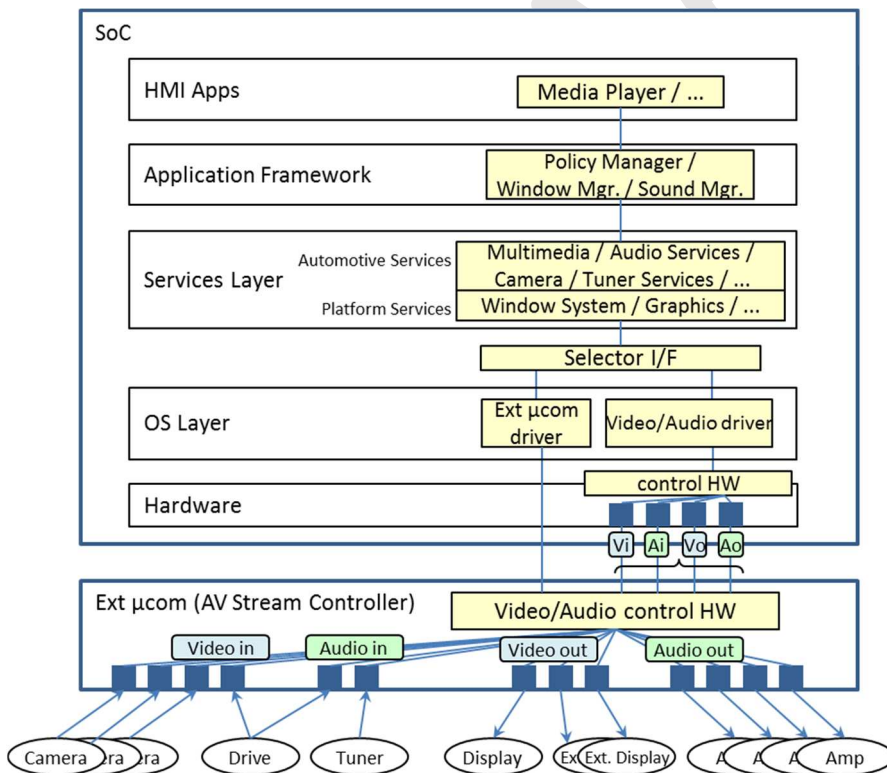 SoC
HMI Apps
Media Player / ...
Application Framework
Policy Manager /
Window Mgr. / Sound Mgr.
Services Layer
Automotive Services
Multimedia / Audio Services /
Camera / Tuner Services / ...
Platform Services
Window System / Graphics / ...
Selector I/F
OS Layer
Ext µcom
driver
Video/Audio driver
control HW
Hardware
Vi
Ai
Vo
Ao
Ext µcom (AV Stream Controller)
Video/Audio control HW
Video in
Audio in
Video out
Audio out
Camera
Drive
Tuner
Display
Ext. Display
Amp